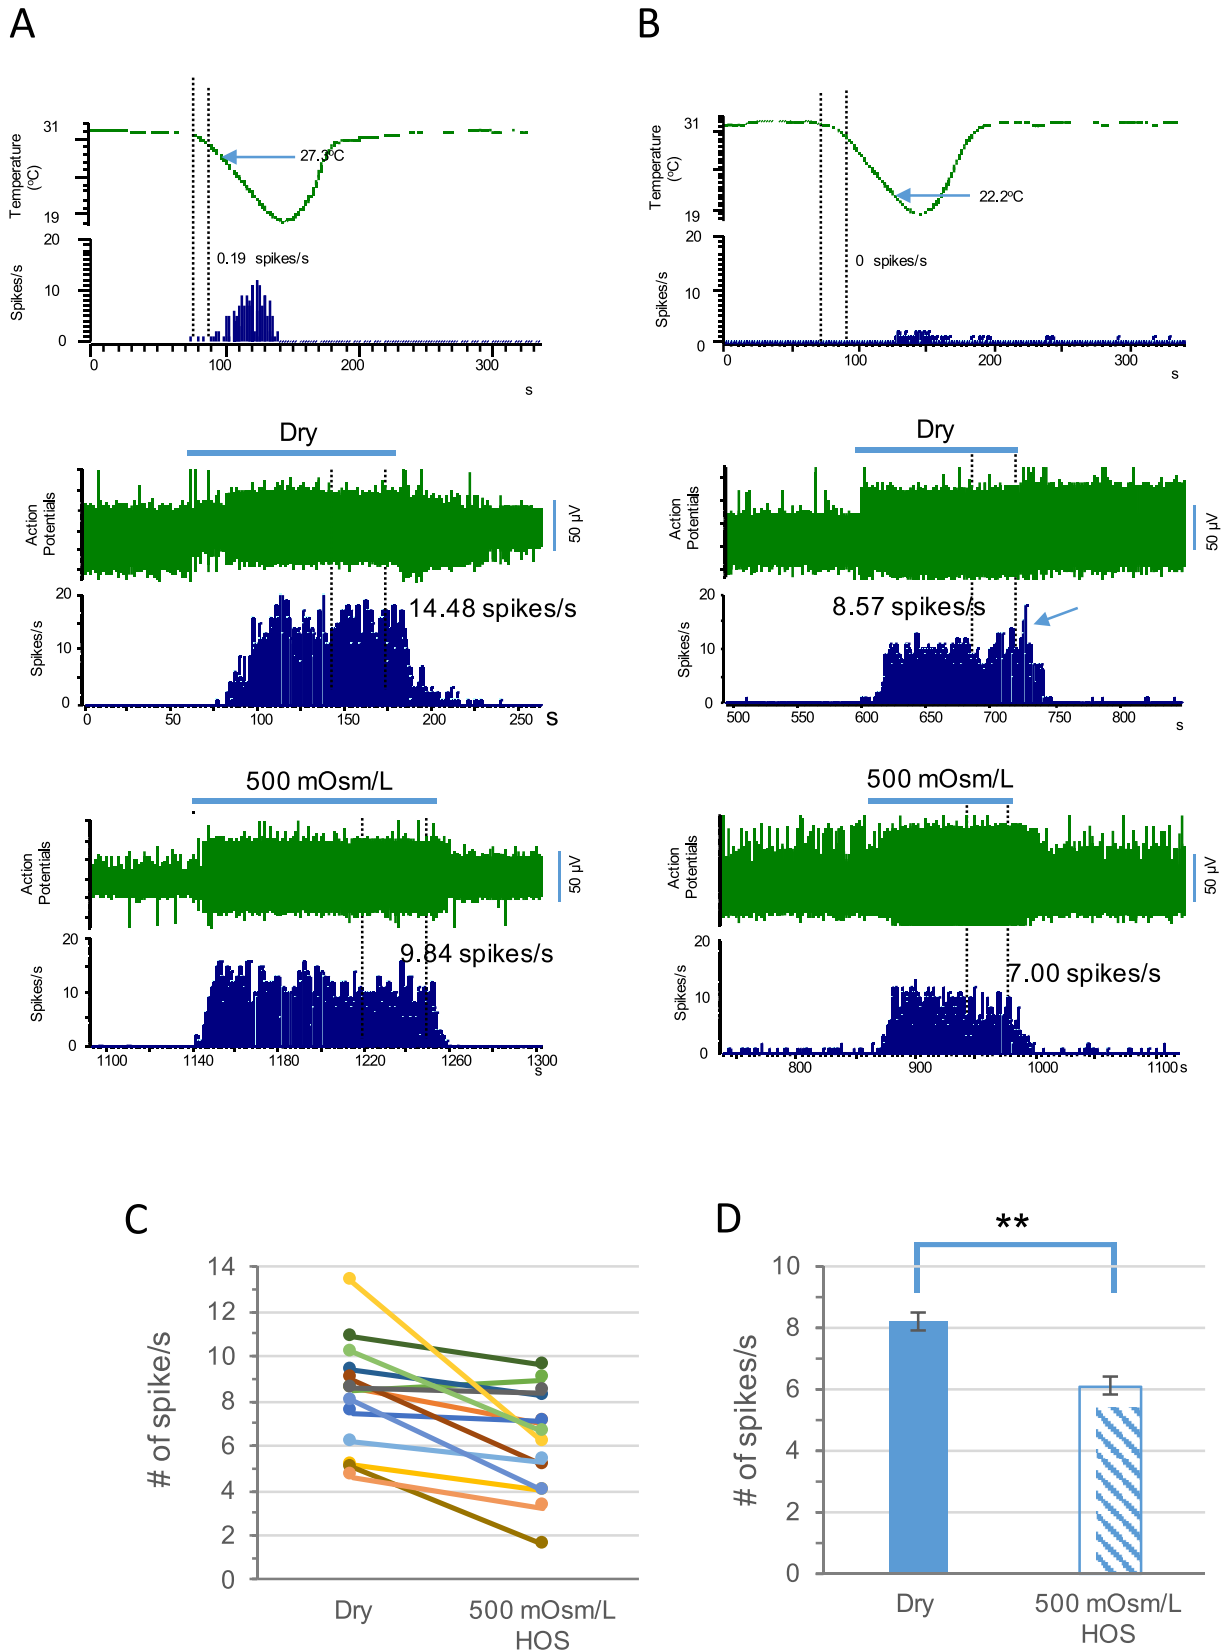 A
B
31
Temperature
(°C)
27.3°C
19
20
0.19 spikes/s
Spikes/s
10
0
0 100 200 300
s
31
Temperature
(°C)
22.2°C
19
20
0 spikes/s
Spikes/s
10
0
0 100 200 300
s
Dry
Action
Potentials
50 µV
20
14.48 spikes/s
Spikes/s
10
0
0 50 100 150 200 250 s
Dry
Action
Potentials
50 µV
20
8.57 spikes/s
Spikes/s
10
0
500 550 600 650 700 750 800
s
500 mOsm/L
Action
Potentials
50 µV
20
9.84 spikes/s
Spikes/s
10
0
1100 1140 1180 1220 1260 1300
s
500 mOsm/L
Action
Potentials
50 µV
20
7.00 spikes/s
Spikes/s
10
0
800 900 1000 1100 s
C
14
12
10
8
6
4
2
0
# of spike/s
Dry
500 mOsm/L
HOS
D
**
10
8
6
4
2
0
# of spikes/s
Dry
500 mOsm/L
HOS